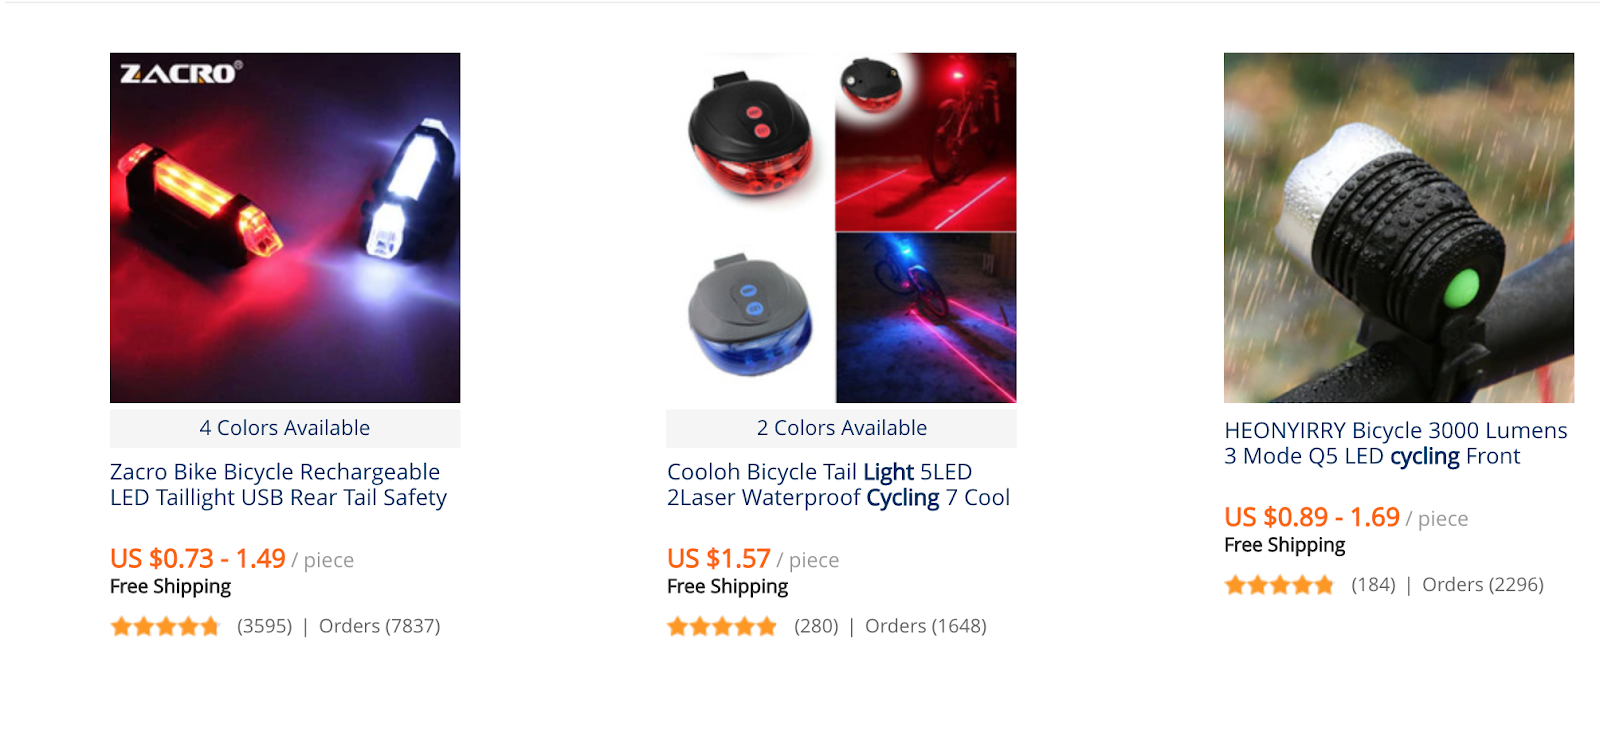 ZACRO®
4 Colors Available
Zacro Bike Bicycle Rechargeable
LED Taillight USB Rear Tail Safety
US $0.73 - 1.49 / piece
Free Shipping
(3595) | Orders (7837)
2 Colors Available
Cooloh Bicycle Tail Light 5LED
2Laser Waterproof Cycling 7 Cool
US $1.57 / piece
Free Shipping
(280) | Orders (1648)
HEONYIRRY Bicycle 3000 Lumens
3 Mode Q5 LED cycling Front
US $0.89 - 1.69 / piece
Free Shipping
(184) | Orders (2296)